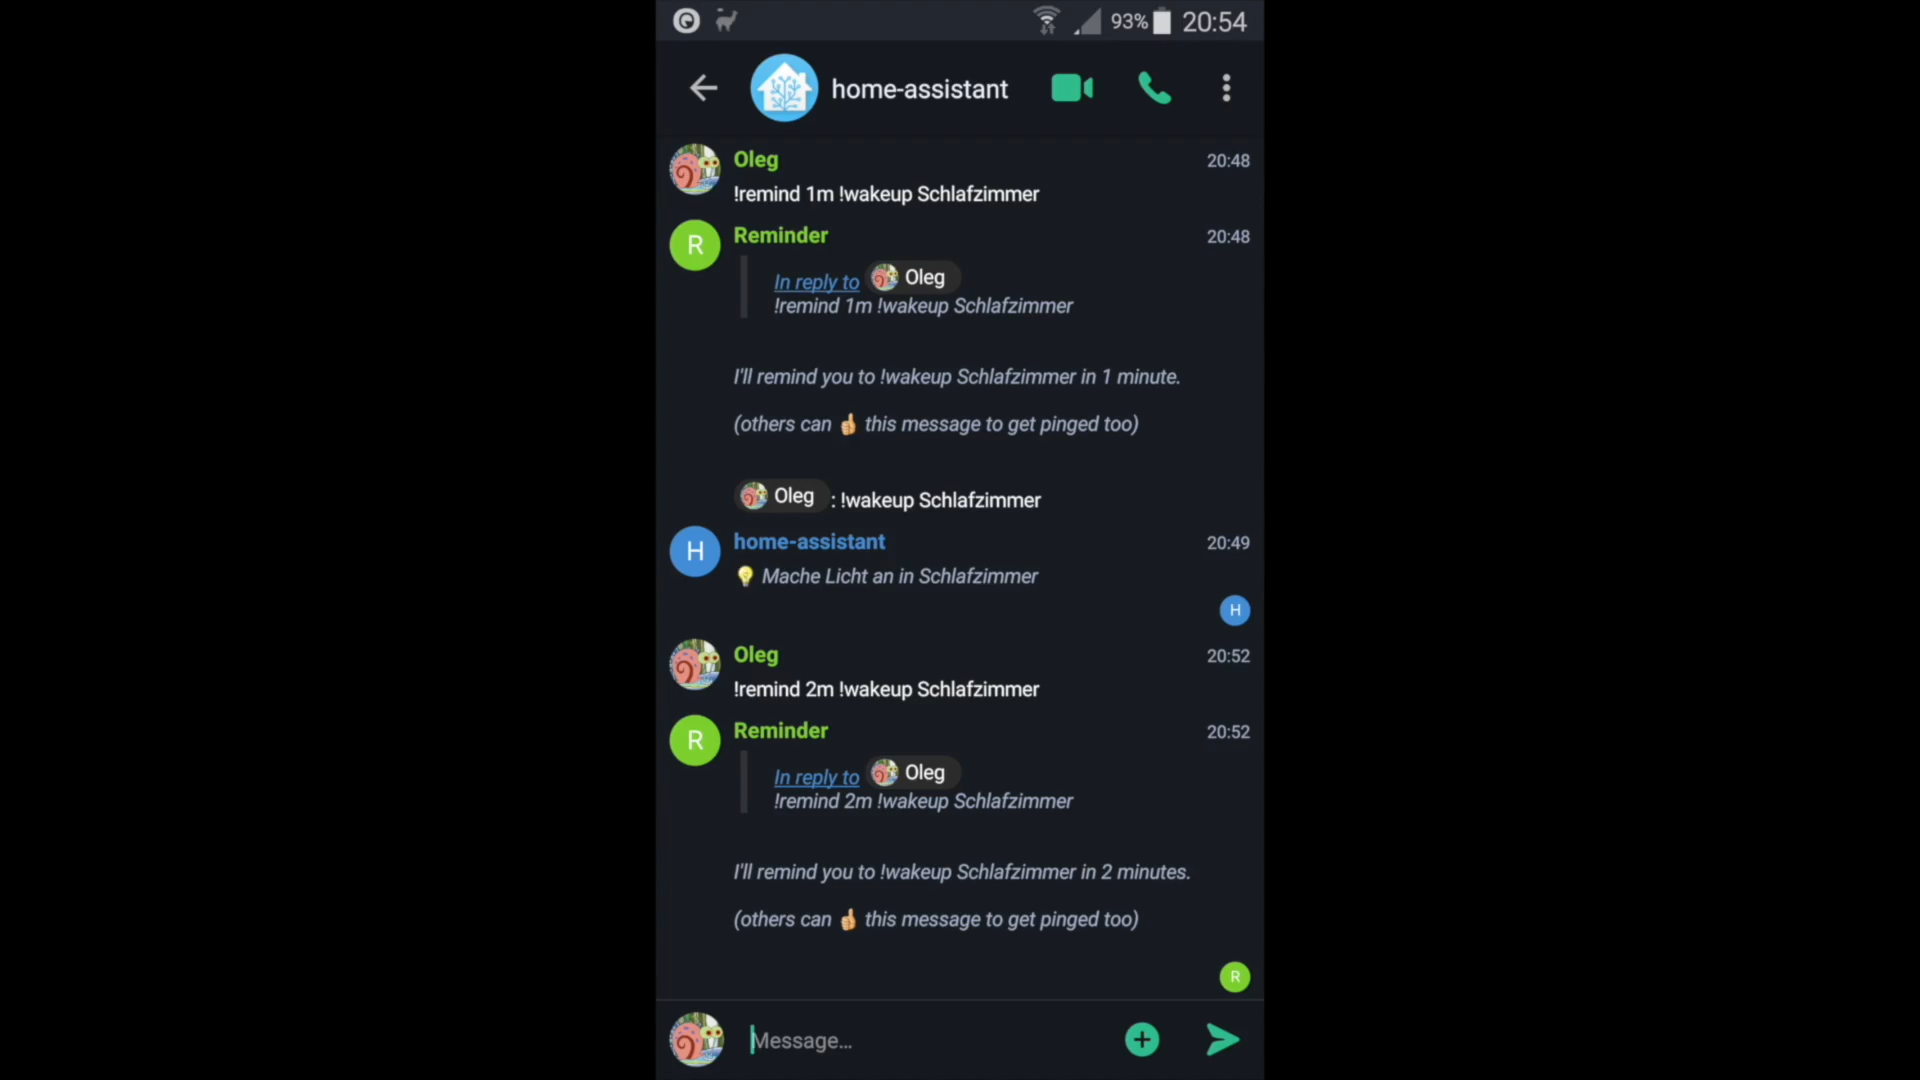 93% 20:54
home-assistant
Oleg 20:48
!remind 1m !wakeup Schlafzimmer
R Reminder 20:48
In reply to Oleg
!remind 1m !wakeup Schlafzimmer
I'll remind you to !wakeup Schlafzimmer in 1 minute.
(others can 👍 this message to get pinged too)
Oleg : !wakeup Schlafzimmer
H home-assistant 20:49
💡 Mache Licht an in Schlafzimmer
H
Oleg 20:52
!remind 2m !wakeup Schlafzimmer
R Reminder 20:52
In reply to Oleg
!remind 2m !wakeup Schlafzimmer
I'll remind you to !wakeup Schlafzimmer in 2 minutes.
(others can 👍 this message to get pinged too)
R
Message…